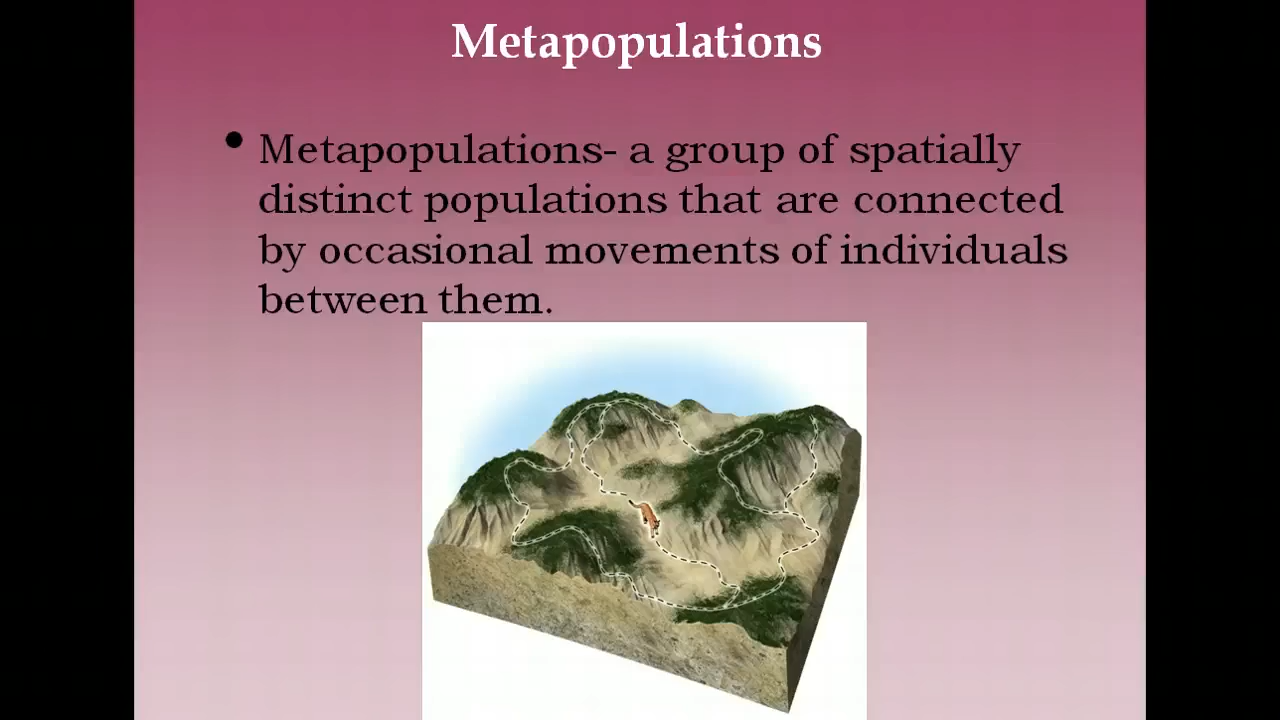 Metapopulations
• Metapopulations- a group of spatially
distinct populations that are connected
by occasional movements of individuals
between them.